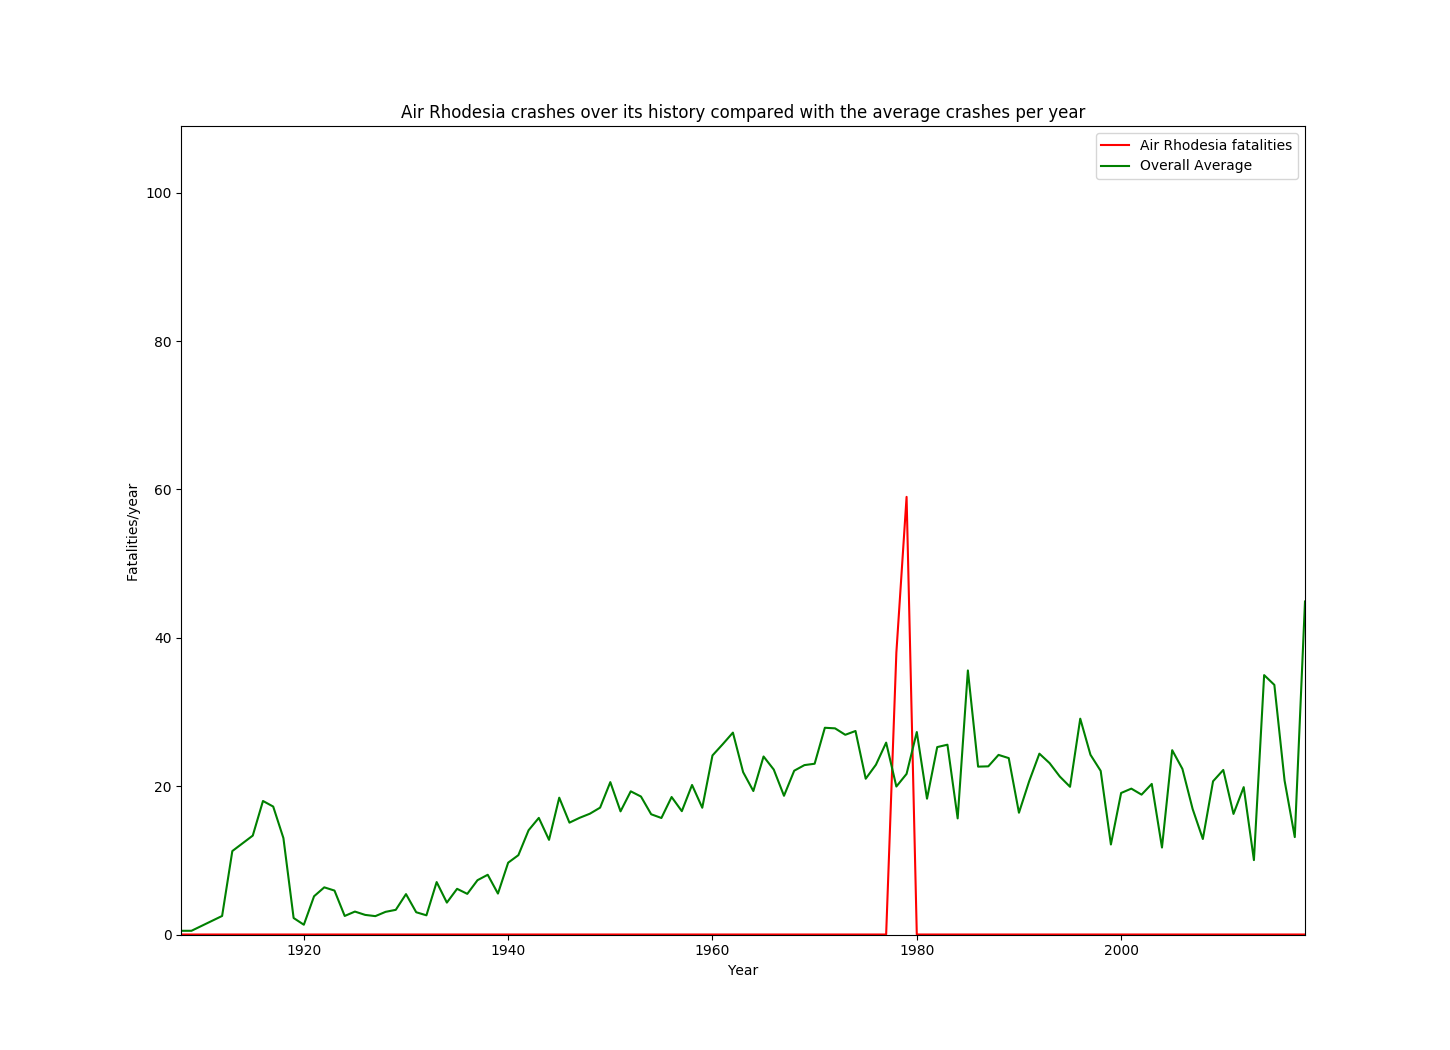 Air Rhodesia crashes over its history compared with the average crashes per year
Air Rhodesia fatalities
Overall Average
100
80
60
40
20
0
Fatalities/year
1920 1940 1960 1980 2000
Year